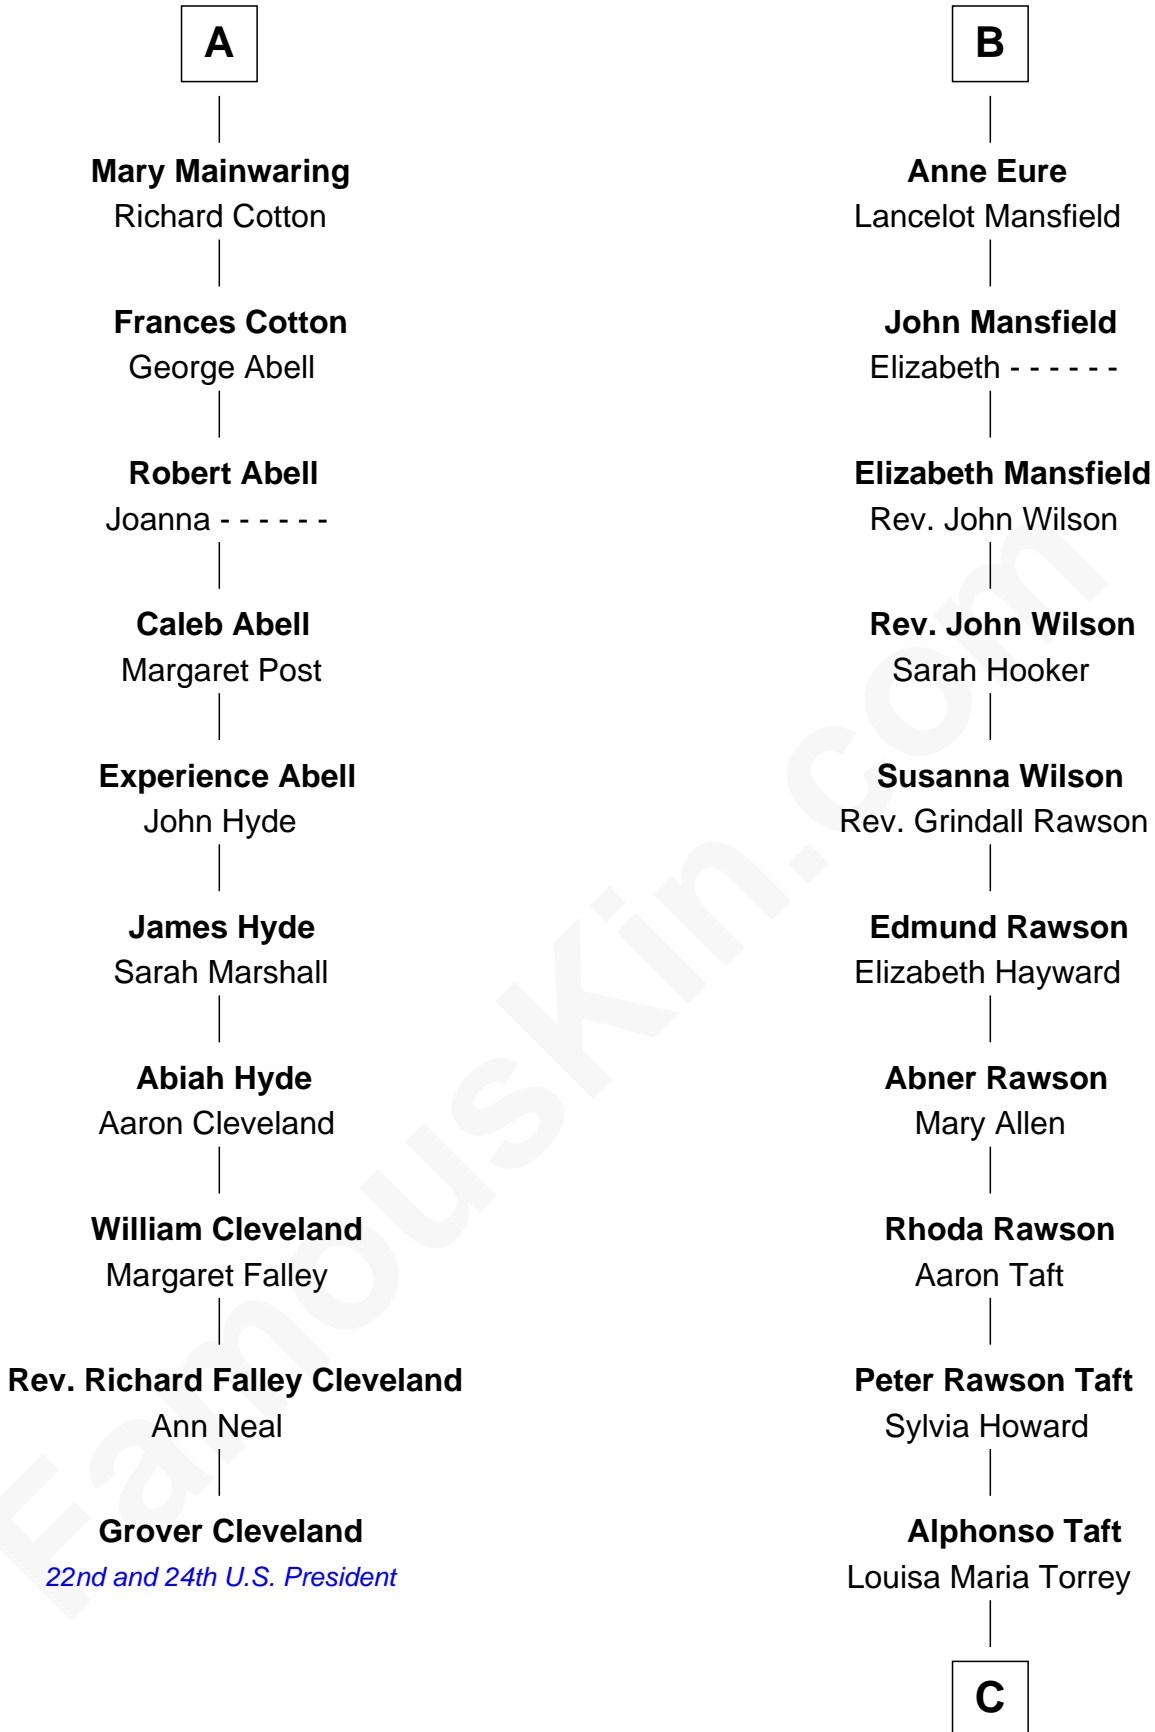 A
Mary Mainwaring
Richard Cotton
Frances Cotton
George Abell
Robert Abell
Joanna - - - - - -
Caleb Abell
Margaret Post
Experience Abell
John Hyde
James Hyde
Sarah Marshall
Abiah Hyde
Aaron Cleveland
William Cleveland
Margaret Falley
Rev. Richard Falley Cleveland
Ann Neal
Grover Cleveland
22nd and 24th U.S. President
B
Anne Eure
Lancelot Mansfield
John Mansfield
Elizabeth - - - - - -
Elizabeth Mansfield
Rev. John Wilson
Rev. John Wilson
Sarah Hooker
Susanna Wilson
Rev. Grindall Rawson
Edmund Rawson
Elizabeth Hayward
Abner Rawson
Mary Allen
Rhoda Rawson
Aaron Taft
Peter Rawson Taft
Sylvia Howard
Alphonso Taft
Louisa Maria Torrey
C
FamousKin.com